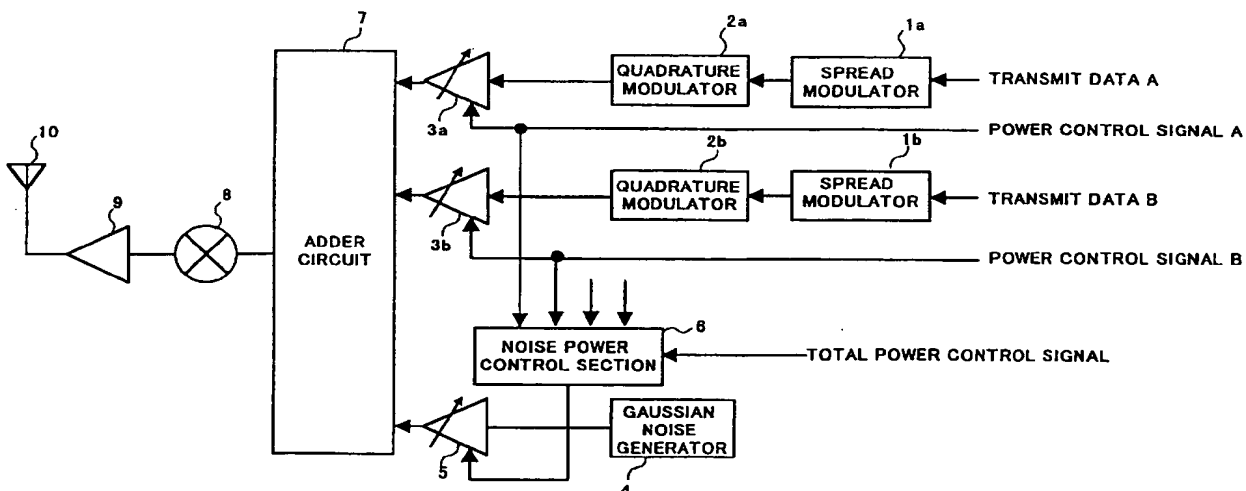 7
2a
1a
QUADRATURE
MODULATOR
SPREAD
MODULATOR
TRANSMIT DATA A
3a
POWER CONTROL SIGNAL A
10
2b
1b
QUADRATURE
MODULATOR
SPREAD
MODULATOR
TRANSMIT DATA B
9
8
3b
ADDER
CIRCUIT
POWER CONTROL SIGNAL B
6
NOISE POWER
CONTROL SECTION
TOTAL POWER CONTROL SIGNAL
GAUSSIAN
NOISE
GENERATOR
5
4